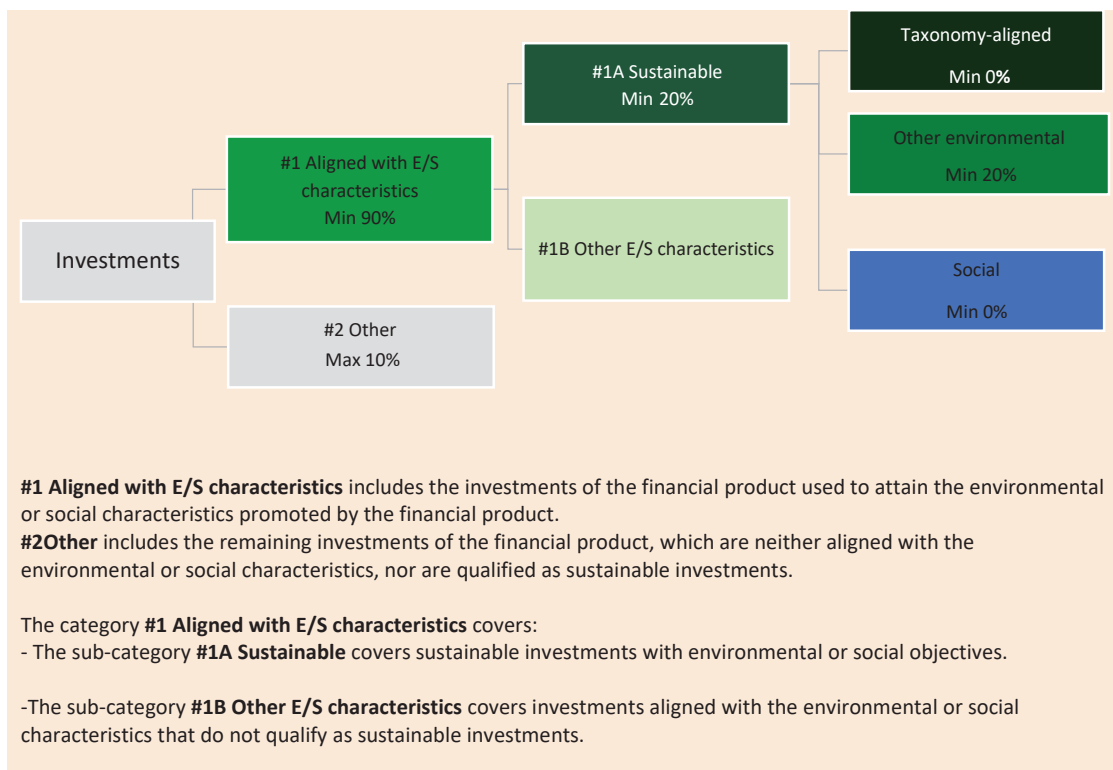 Taxonomy-aligned
Min 0%
#1A Sustainable
Min 20%
Other environmental
Min 20%
#1 Aligned with E/S
characteristics
Min 90%
#1B Other E/S characteristics
Investments
Social
Min 0%
#2 Other
Max 10%
#1 Aligned with E/S characteristics includes the investments of the financial product used to attain the environmental
or social characteristics promoted by the financial product.
#2Other includes the remaining investments of the financial product, which are neither aligned with the
environmental or social characteristics, nor are qualified as sustainable investments.
The category #1 Aligned with E/S characteristics covers:
- The sub-category #1A Sustainable covers sustainable investments with environmental or social objectives.
-The sub-category #1B Other E/S characteristics covers investments aligned with the environmental or social
characteristics that do not qualify as sustainable investments.